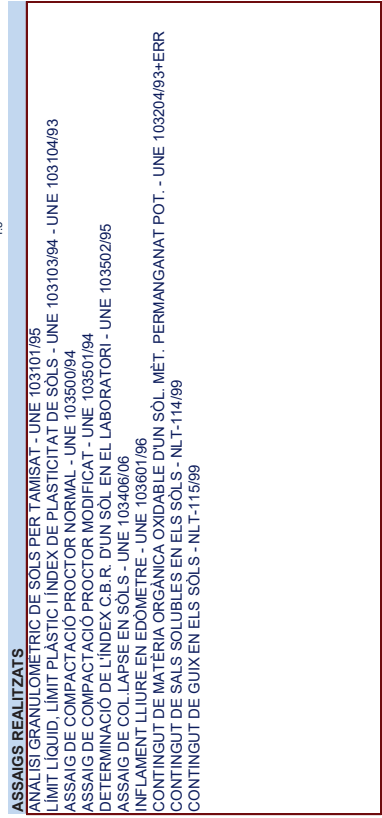 ASSAIGS REALITZATS
ANÀLISI GRANULOMÈTRIC DE SÒLS PER TAMISAT - UNE 103101/95
LÍMIT LÍQUID, LÍMIT PLÀSTIC I ÍNDEX DE PLASTICITAT DE SÒLS - UNE 103103/94 - UNE 103104/93
ASSAIG DE COMPACTACIÓ PROCTOR NORMAL - UNE 103500/94
ASSAIG DE COMPACTACIÓ PROCTOR MODIFICAT - UNE 103501/94
DETERMINACIÓ DE L'ÍNDEX C.B.R. D'UN SÒL EN EL LABORATORI - UNE 103502/95
ASSAIG DE COL.LAPSE EN SÒLS - UNE 103406/06
INFLAMENT LLIURE EN EDÒMETRE - UNE 103601/96
CONTINGUT DE MATÈRIA ORGÀNICA OXIDABLE D'UN SÒL. MÈT. PERMANGANAT POT. - UNE 103204/93+ERR
CONTINGUT DE SALS SOLUBLES EN ELS SÒLS - NLT-114/99
CONTINGUT DE GUIX EN ELS SÒLS - NLT-115/99